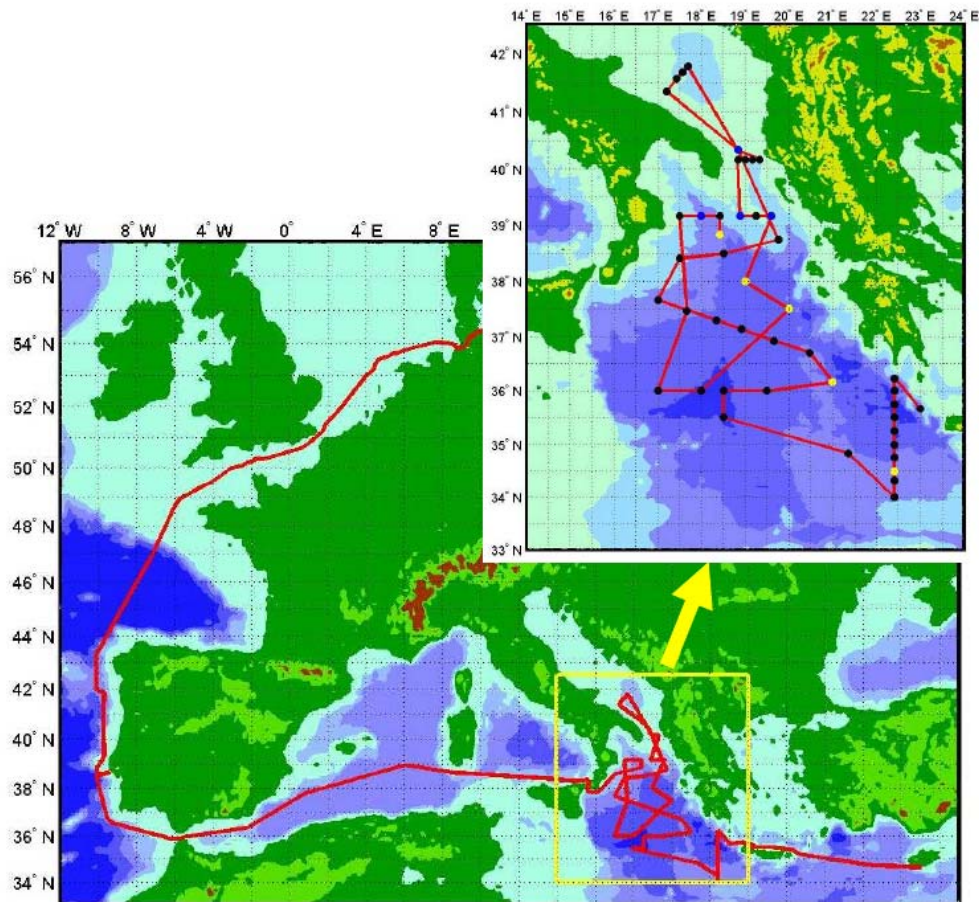 14° E 15° E 16° E 17° E 18° E 19° E 20° E 21° E 22° E 23° E 24° E
42° N
41° N
40° N
39° N
38° N
37° N
36° N
35° N
34° N
33° N
12° W 8° W 4° W 0° 4° E 8° E
56° N
54° N
52° N
50° N
48° N
46° N
44° N
42° N
40° N
38° N
36° N
34° N